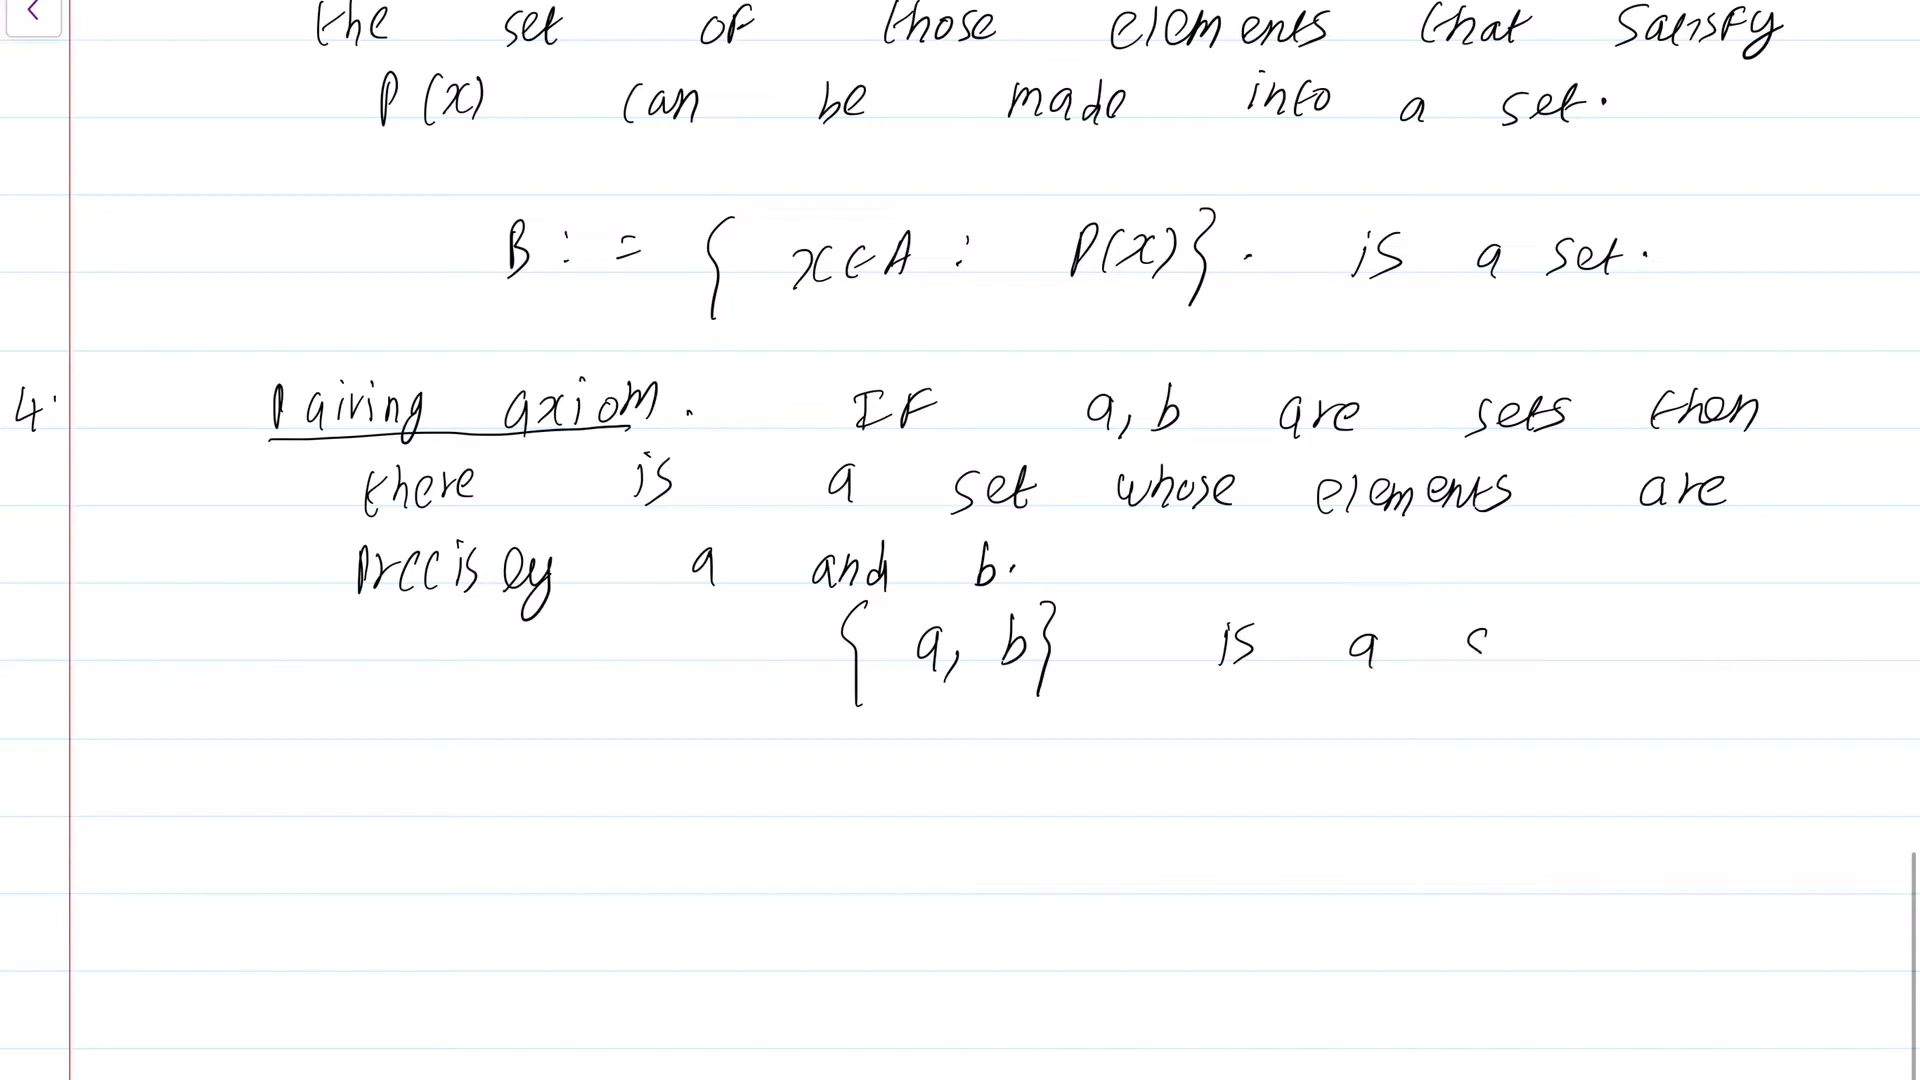 the set of those elements that satisfy
P(x) can be made into a set.
B := { x ∈ A : P(x) } . is a set.
4. Pairing axiom. If a, b are sets then
there is a set whose elements are
precisely a and b.
{ a, b } is a s